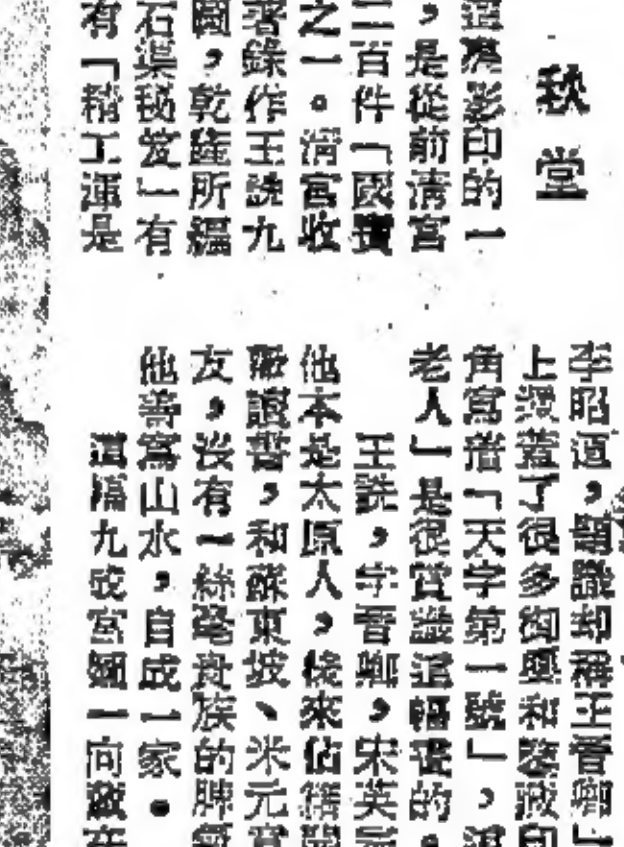 秋堂
這為影印的一
，是從前清宮
二百件「國寶
之一。清宮收
著錄作王詵九
圖，乾隆所編
石渠秘笈」有
有「精工運是
李昭道，題識却稱王晉卿」
上還蓋了很多御璽和鑒藏印
角寫着「天字第一號」，
老人」是很賞識這幅畫的。
王詵，字晉卿，宋英
他本是太原人，後來佔籍開
讀書，和蘇東坡、米元
友，沒有一絲毫貴族的脾氣
他善寫山水，自成一家。
這幅九成宮圖一向藏在